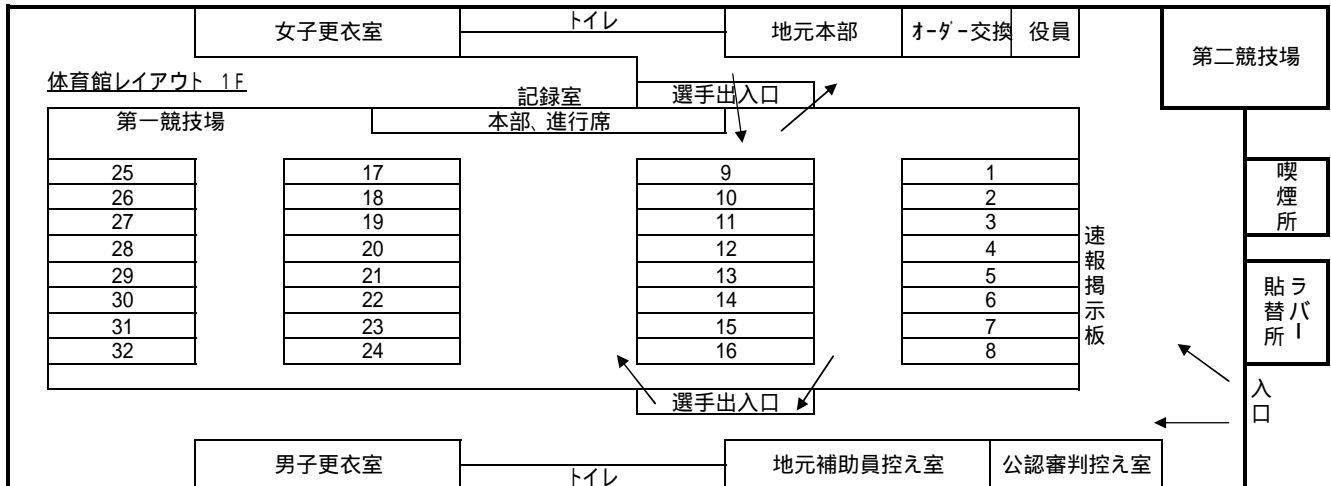 女子更衣室
トイレ
地元本部
オーダー交換
役員
第二競技場
体育館レイアウト 1F
記録室
選手出入口
第一競技場
本部、進行席
25
26
27
28
29
30
31
32
17
18
19
20
21
22
23
24
9
10
11
12
13
14
15
16
1
2
3
4
5
6
7
8
速報掲示板
喫煙所
ラバー
貼替所
入口
選手出入口
男子更衣室
トイレ
地元補助員控え室
公認審判控え室